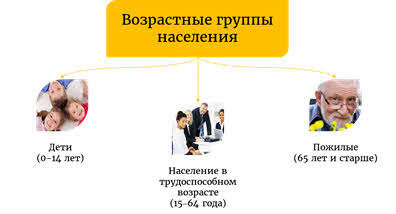 Возрастные группы
населения
Дети
(0-14 лет)
Население в
трудоспособном
возрасте
(15-64 года)
Пожилые
(65 лет и старше)